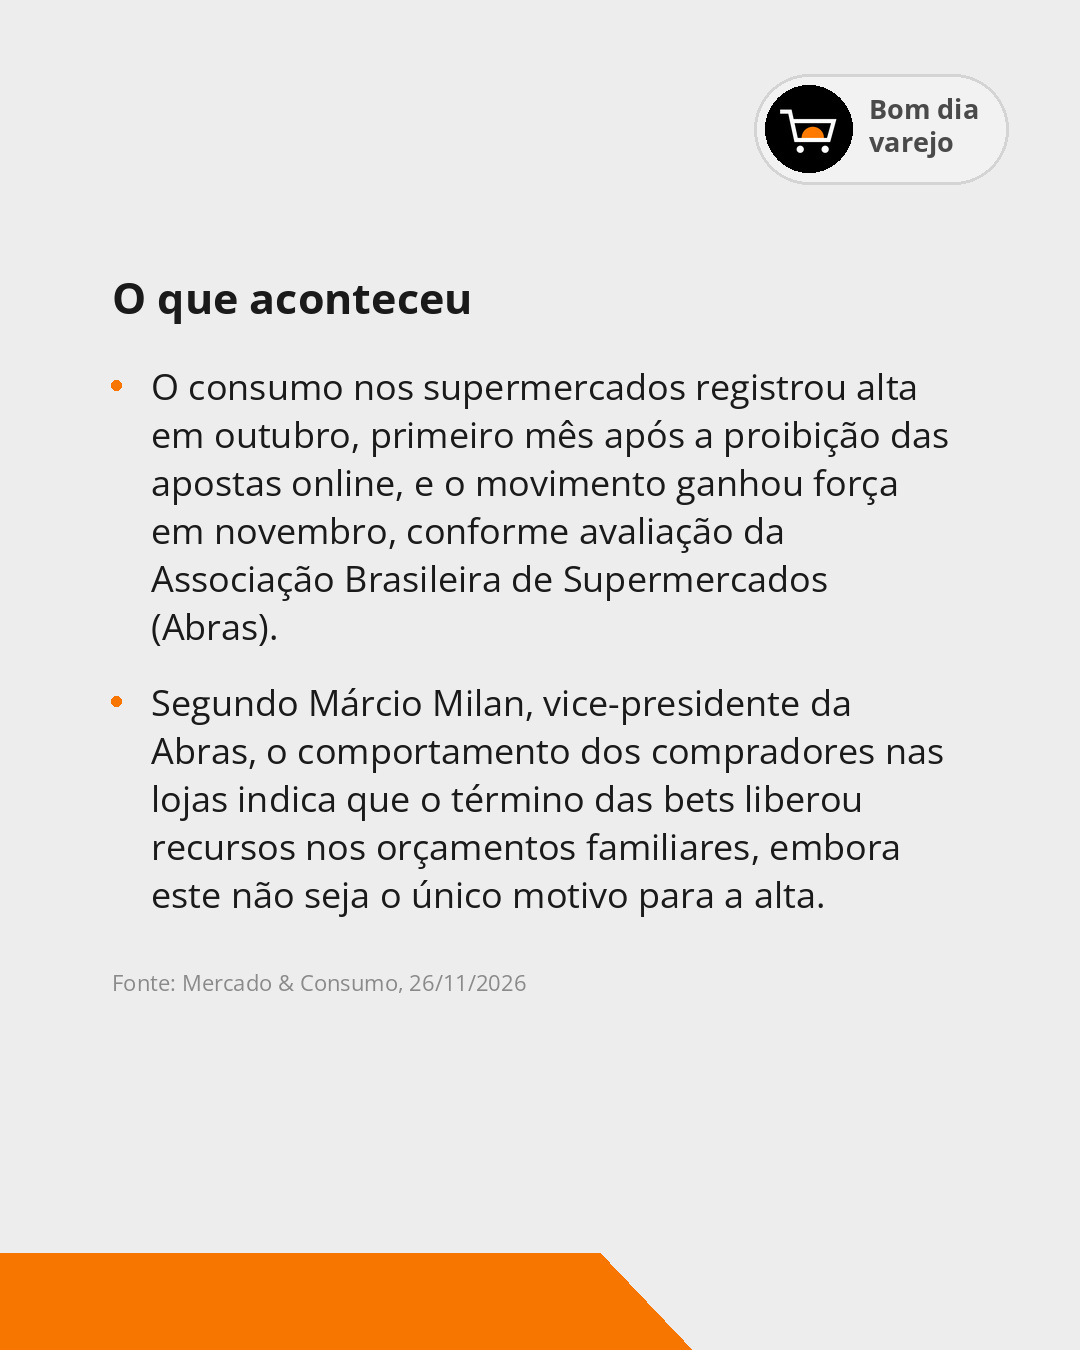 Bom dia
varejo
O que aconteceu
• O consumo nos supermercados registrou alta
em outubro, primeiro mês após a proibição das
apostas online, e o movimento ganhou força
em novembro, conforme avaliação da
Associação Brasileira de Supermercados
(Abras).
• Segundo Márcio Milan, vice-presidente da
Abras, o comportamento dos compradores nas
lojas indica que o término das bets liberou
recursos nos orçamentos familiares, embora
este não seja o único motivo para a alta.
Fonte: Mercado & Consumo, 26/11/2026